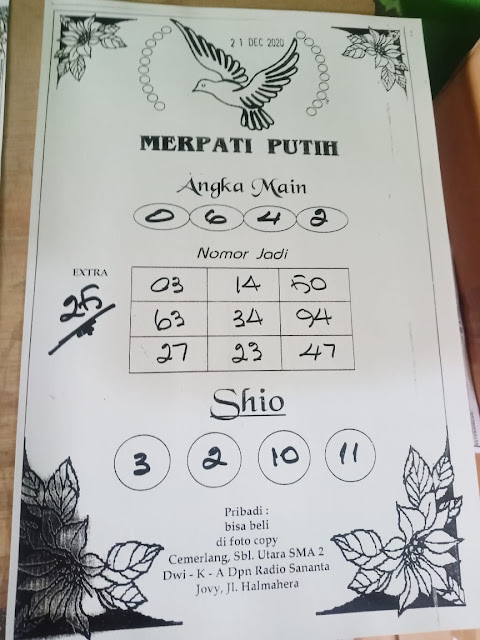 21 DEC 2020
MERPATI PUTIH
Angka Main
0 6 4 2
Nomor Jadi
EXTRA
25
03 14 50
63 34 94
27 23 47
Shio
3 2 10 11
Pribadi :
bisa beli
di foto copy
Cemerlang, Sbl. Utara SMA 2
Dwi - K - A Dpn Radio Sananta
Jovy, Jl. Halmahera